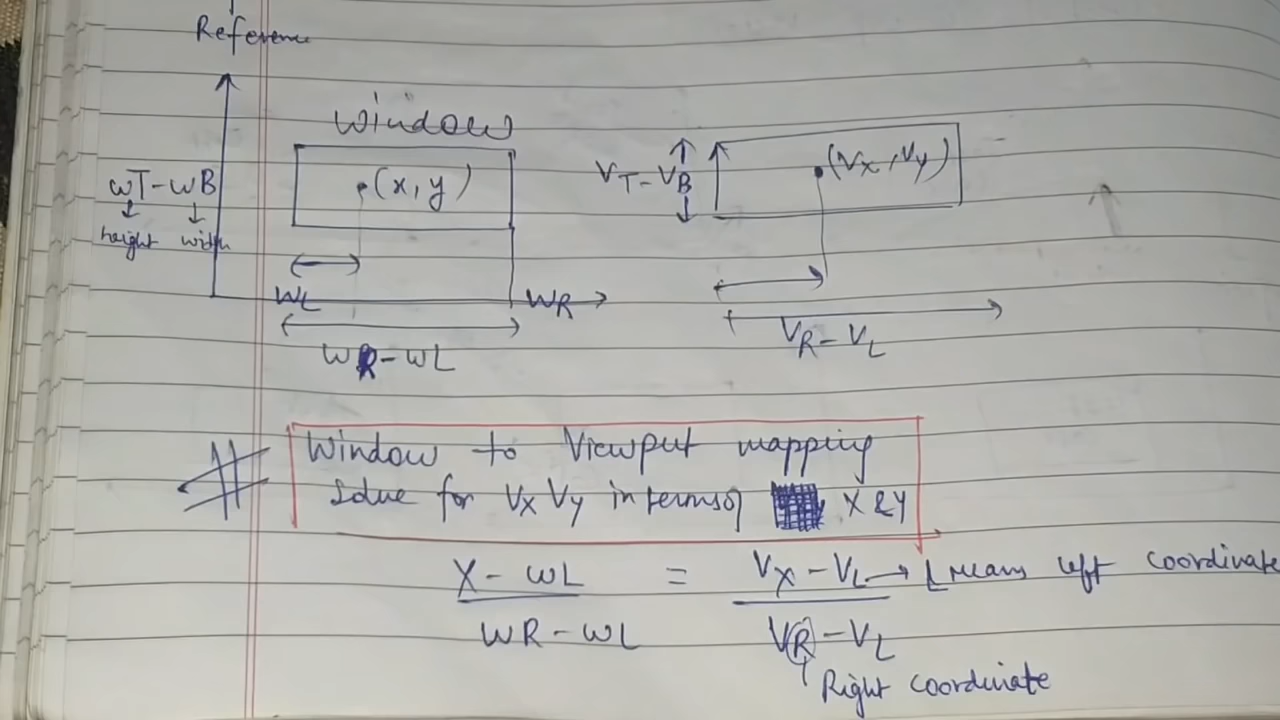 Reference
window
(x, y)
WT-WB
height width
WL
WR
WR-WL
VT-VB
(Vx, Vy)
VR-VL
# Window to Viewput mapping
Solve for Vx Vy in terms of X & Y
X - WL = Vx - VL → L means left coordinate
WR - WL VR - VL
Right coordinate